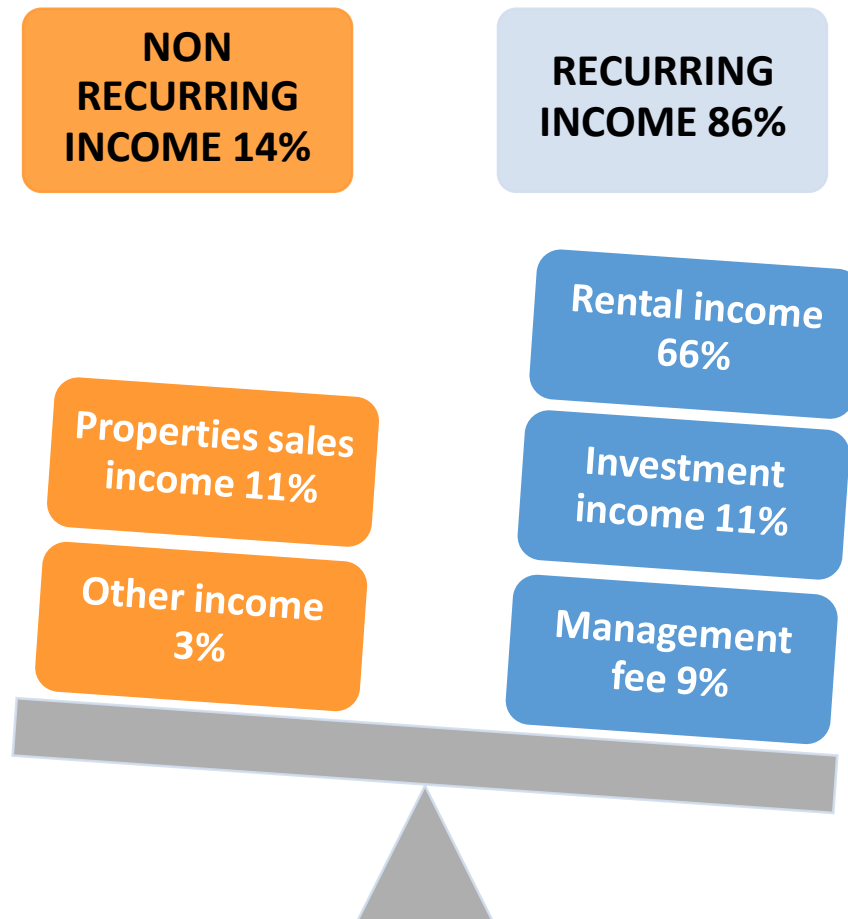 NON
RECURRING
INCOME 14%
RECURRING
INCOME 86%
Properties sales
income 11%
Other income
3%
Rental income
66%
Investment
income 11%
Management
fee 9%